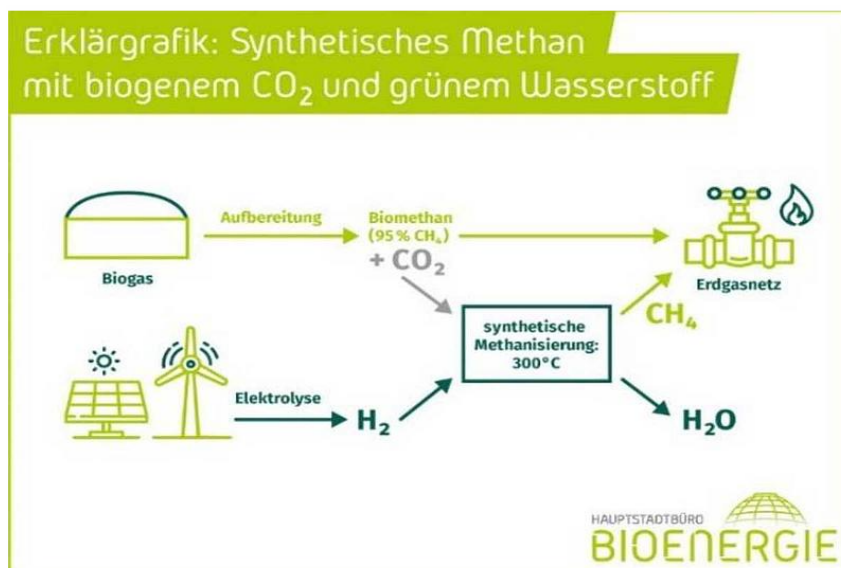 Erklärgrafik: Synthetisches Methan
mit biogenem CO₂ und grünem Wasserstoff
Aufbereitung
Biomethan
(95 % CH₄)
+ CO₂
Biogas
Erdgasnetz
CH₄
synthetische
Methanisierung:
300°C
Elektrolyse
H₂
H₂O
HAUPTSTADTBÜRO
BIOENERGIE